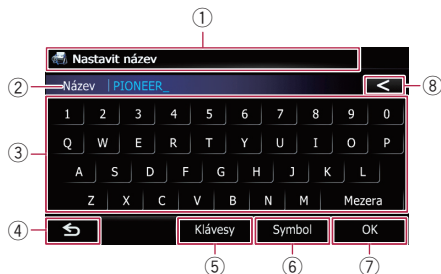 ①
Nastavit název
② Název PIONEER_ < ⑧
1 2 3 4 5 6 7 8 9 0
Q W E R T Y U I O P
③
A S D F G H J K L
Z X C V B N M Mezera
④ Klávesy Symbol OK
⑤ ⑥ ⑦